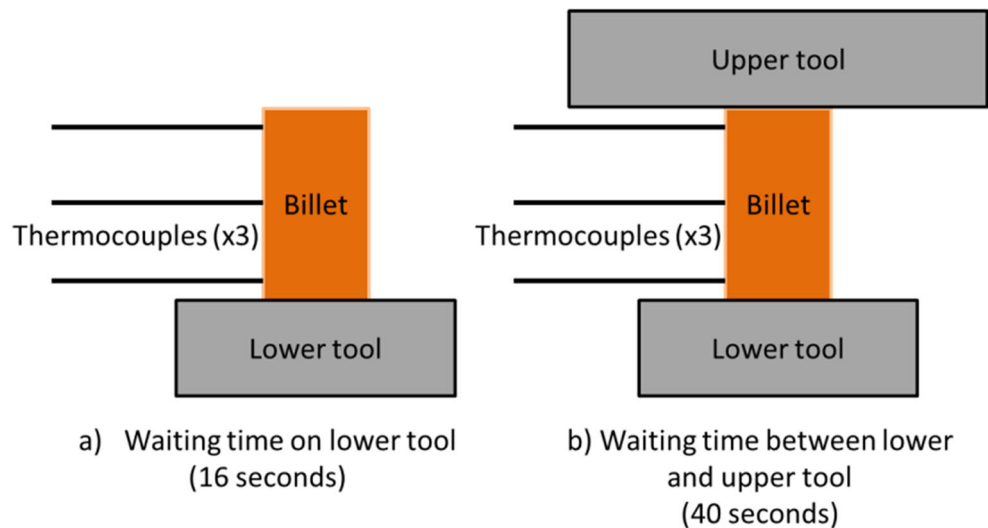 Upper tool
Billet
Billet
Thermocouples (x3)
Thermocouples (x3)
Lower tool
Lower tool
a) Waiting time on lower tool
(16 seconds)
b) Waiting time between lower
and upper tool
(40 seconds)